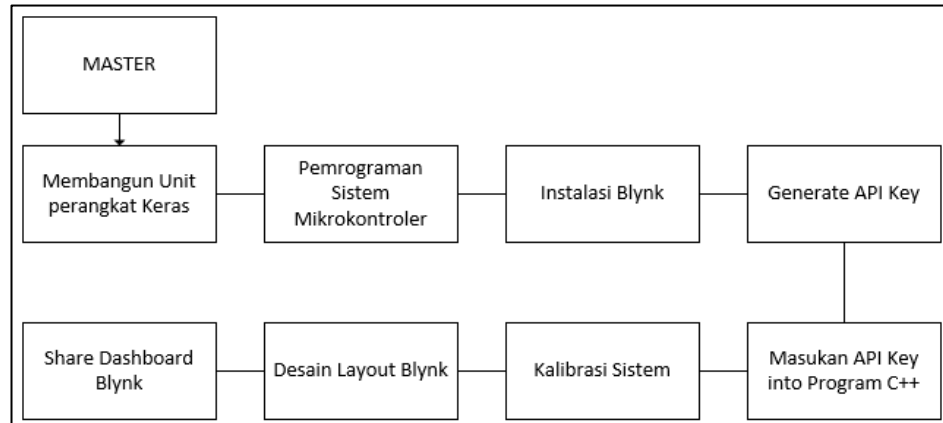 MASTER
Membangun Unit
perangkat Keras
Pemrograman
Sistem
Mikrokontroler
Instalasi Blynk
Generate API Key
Share Dashboard
Blynk
Desain Layout Blynk
Kalibrasi Sistem
Masukan API Key
into Program C++